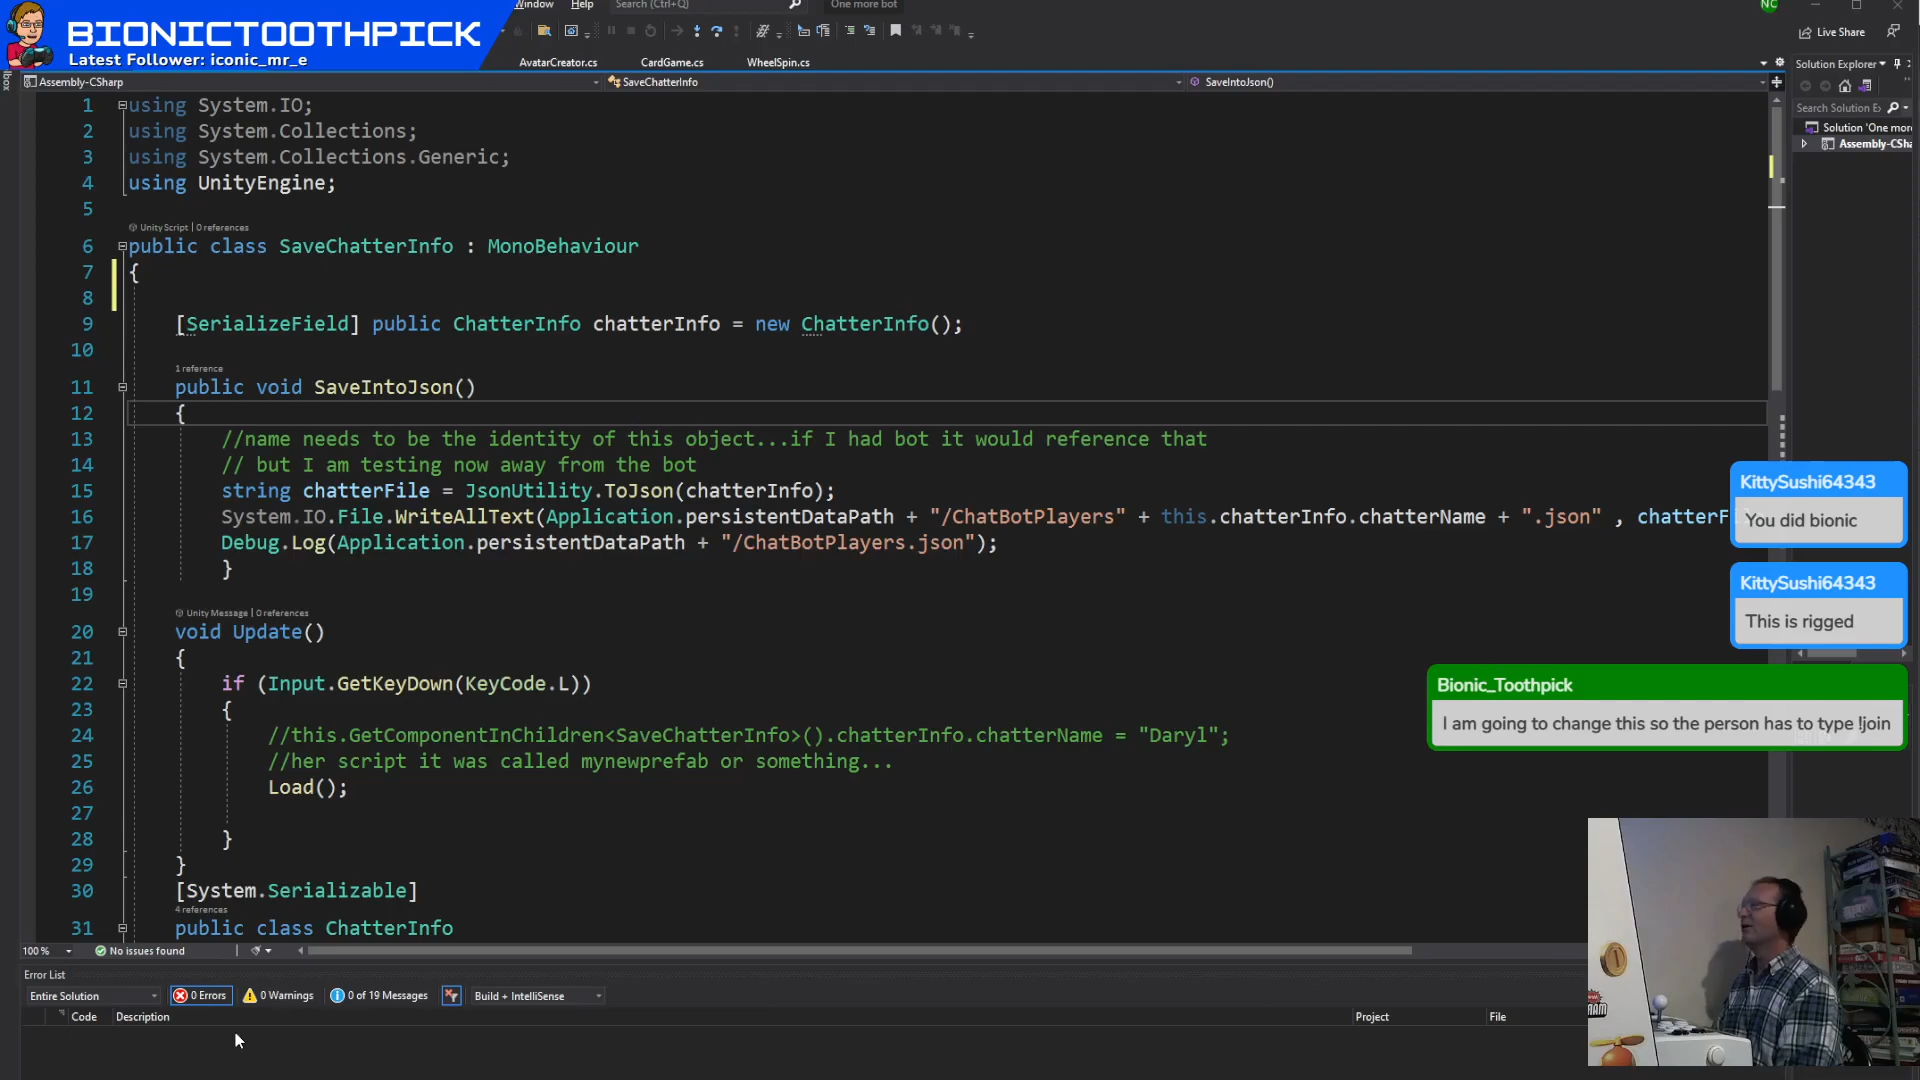 BIONICTOOTHPICK
Latest Follower: iconic_mr_e
Window
Help
Search (Ctrl+Q)
One more bot
NC
Live Share
AvatarCreator.cs
CardGame.cs
WheelSpin.cs
Assembly-CSharp
SaveChatterInfo
SaveIntoJson()
Solution Explorer
Search Solution E
Solution 'One more
Assembly-CSha
1 using System.IO;
2 using System.Collections;
3 using System.Collections.Generic;
4 using UnityEngine;
5
Unity Script | 0 references
6 public class SaveChatterInfo : MonoBehaviour
7 {
8
9 [SerializeField] public ChatterInfo chatterInfo = new ChatterInfo();
10
1 reference
11 public void SaveIntoJson()
12 {
13 //name needs to be the identity of this object...if I had bot it would reference that
14 // but I am testing now away from the bot
15 string chatterFile = JsonUtility.ToJson(chatterInfo);
16 System.IO.File.WriteAllText(Application.persistentDataPath + "/ChatBotPlayers" + this.chatterInfo.chatterName + ".json" , chatterF
17 Debug.Log(Application.persistentDataPath + "/ChatBotPlayers.json");
18 }
19
Unity Message | 0 references
20 void Update()
21 {
22 if (Input.GetKeyDown(KeyCode.L))
23 {
24 //this.GetComponentInChildren<SaveChatterInfo>().chatterInfo.chatterName = "Daryl";
25 //her script it was called mynewprefab or something...
26 Load();
27
28 }
29 }
30 [System.Serializable]
4 references
31 public class ChatterInfo
KittySushi64343
You did bionic
KittySushi64343
This is rigged
Bionic_Toothpick
I am going to change this so the person has to type !join
100 %
No issues found
Error List
Entire Solution
0 Errors
0 Warnings
0 of 19 Messages
Build + IntelliSense
Code
Description
Project
File